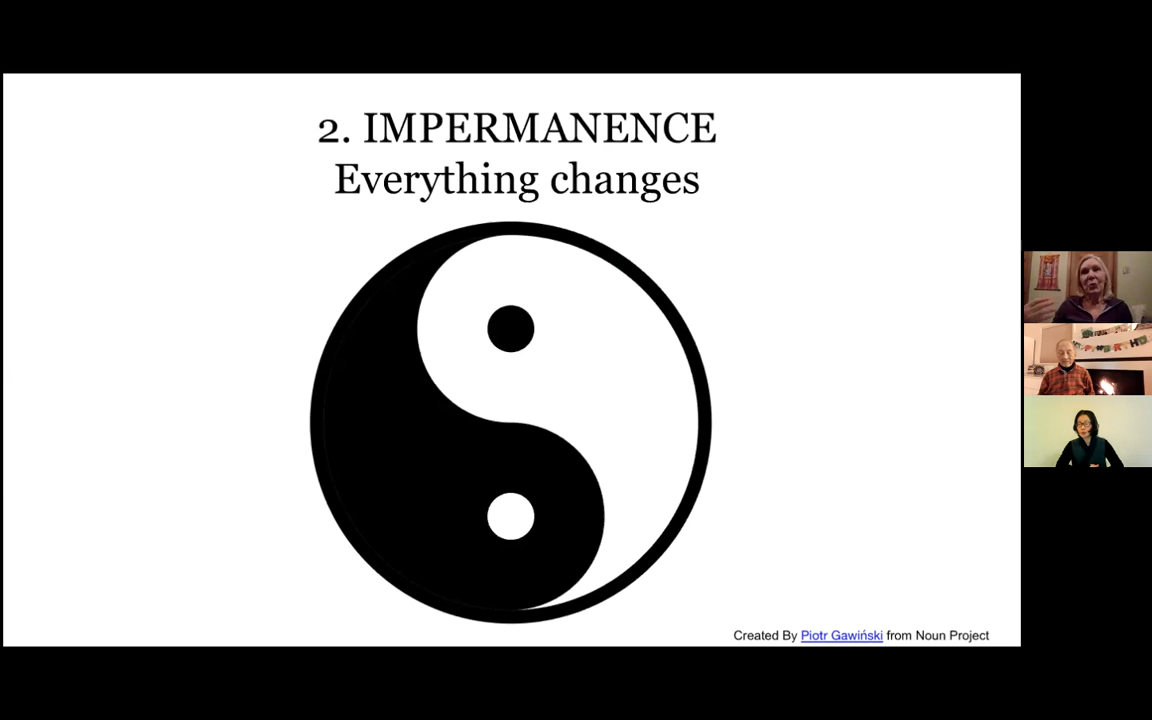 2. IMPERMANENCE
Everything changes
Created By Piotr Gawiński from Noun Project